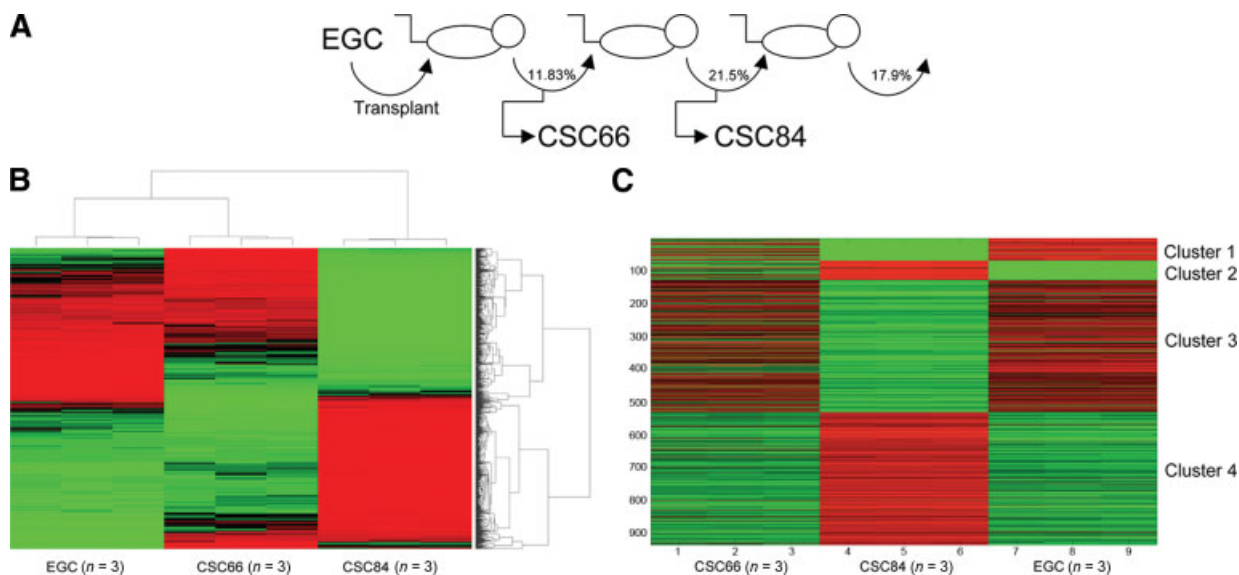 A
EGC
Transplant
11.83%
21.5%
17.9%
CSC66
CSC84
B
EGC (n = 3)
CSC66 (n = 3)
CSC84 (n = 3)
C
100
200
300
400
500
600
700
800
900
Cluster 1
Cluster 2
Cluster 3
Cluster 4
1 2 3 4 5 6 7 8 9
CSC66 (n = 3)
CSC84 (n = 3)
EGC (n = 3)